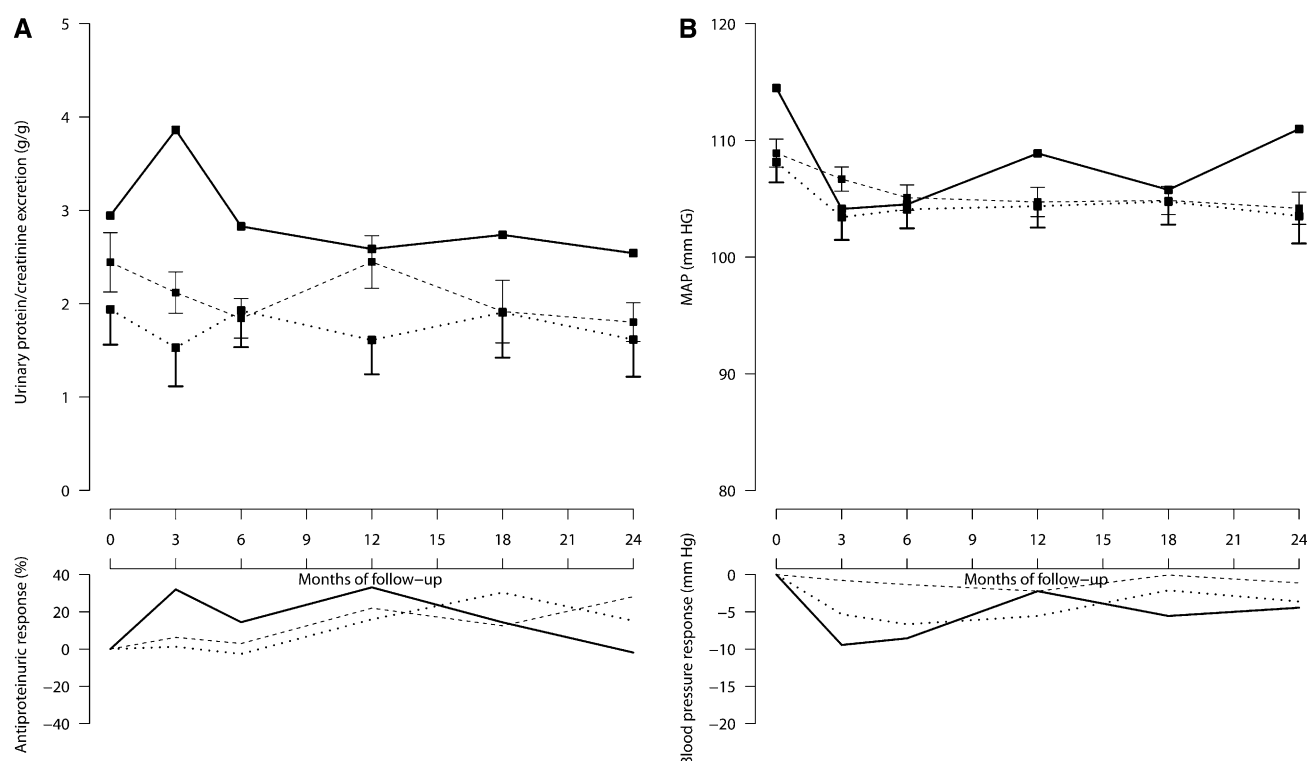 A
Urinary protein/creatinine excretion (g/g)
5
4
3
2
1
0
0 3 6 9 12 15 18 21 24
Months of follow−up
Antiproteinuric response (%)
40
20
0
−20
−40
B
MAP (mm HG)
120
110
100
90
80
0 3 6 9 12 15 18 21 24
Months of follow−up
Blood pressure response (mm Hg)
0
−5
−10
−15
−20